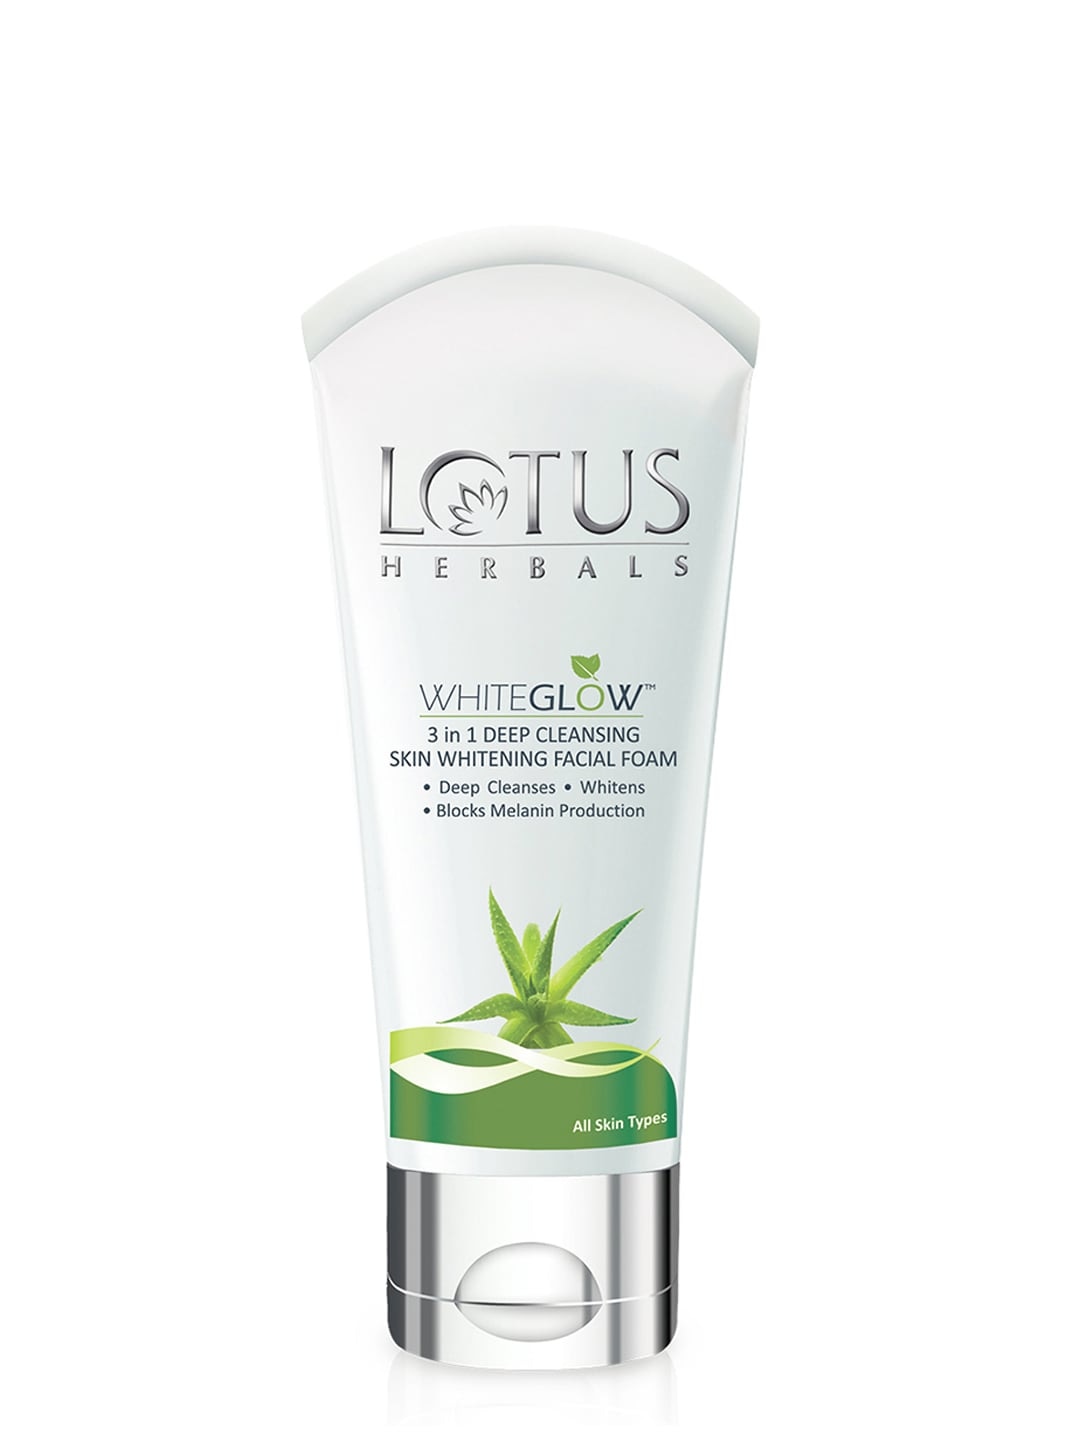 LOTUS
HERBALS
WHITEGLOW™
3 in 1 DEEP CLEANSING
SKIN WHITENING FACIAL FOAM
• Deep Cleanses • Whitens
• Blocks Melanin Production
All Skin Types